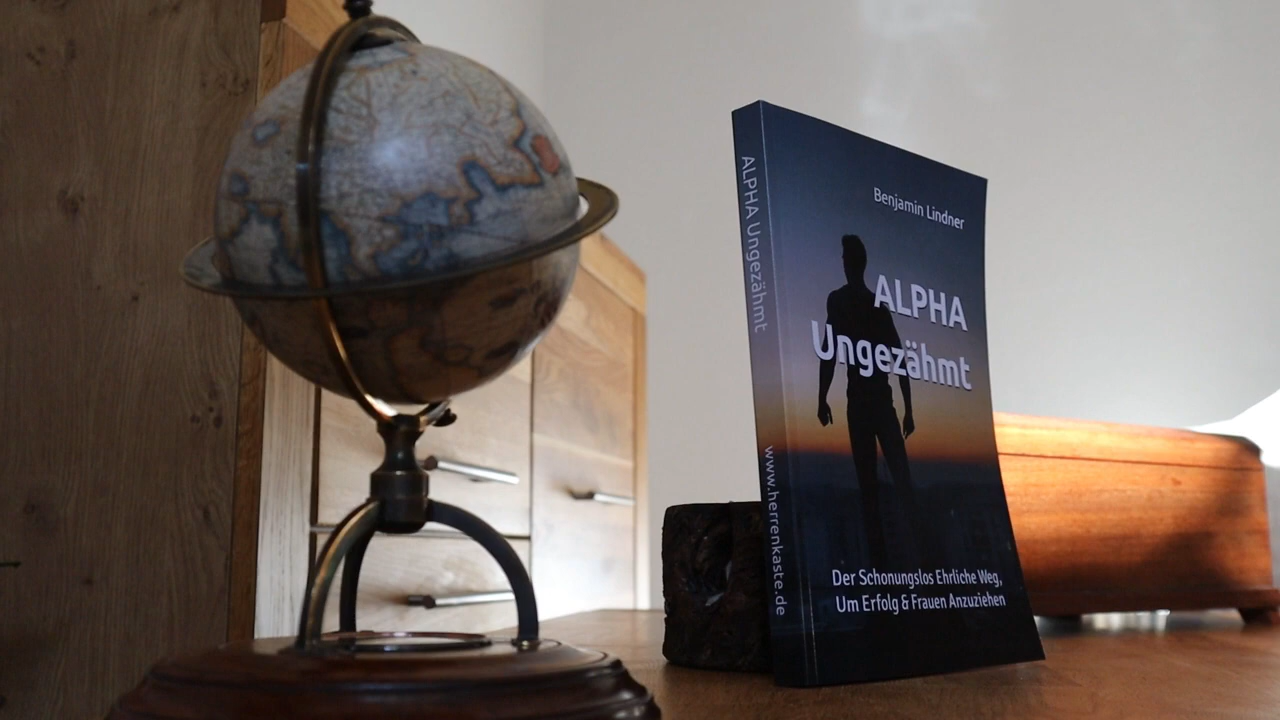 ALPHA Ungezähmt
www.herrenkaste.de
Benjamin Lindner
ALPHA
Ungezähmt
Der Schonungslos Ehrliche Weg,
Um Erfolg & Frauen Anzuziehen